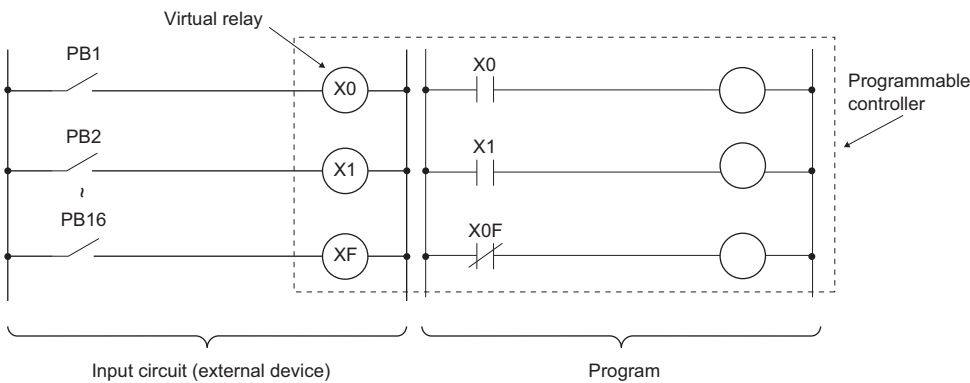 Virtual relay
PB1
X0
X0
Programmable
controller
PB2
X1
X1
~
PB16
XF
X0F
Input circuit (external device)
Program